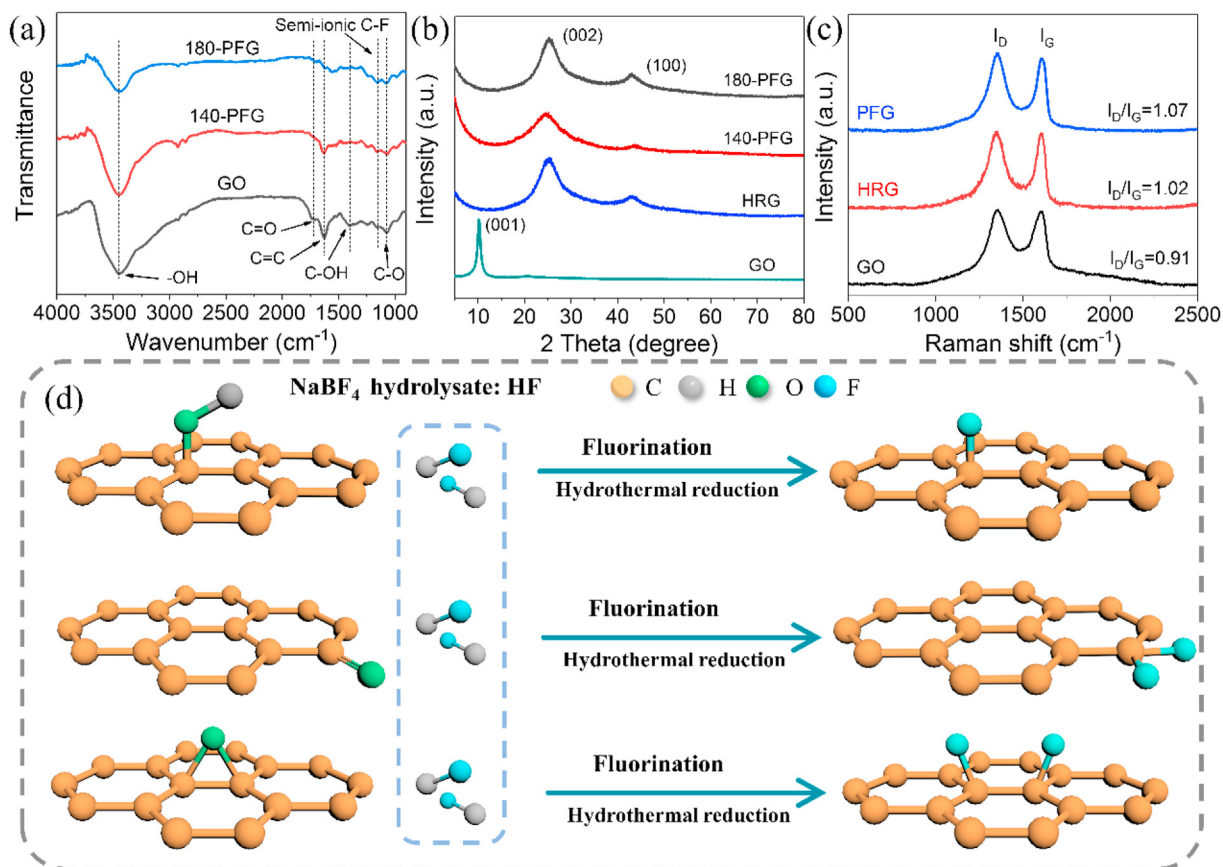 (a)
Semi-ionic C-F
180-PFG
140-PFG
GO
C=O
C=C
C-OH
C-O
-OH
Transmittance
4000 3500 3000 2500 2000 1500 1000
Wavenumber (cm⁻¹)
(b)
(002)
(100)
180-PFG
140-PFG
HRG
(001)
GO
Intensity (a.u.)
10 20 30 40 50 60 70 80
2 Theta (degree)
(c)
I_D I_G
PFG
I_D/I_G=1.07
HRG
I_D/I_G=1.02
GO
I_D/I_G=0.91
Intensity (a.u.)
500 1000 1500 2000 2500
Raman shift (cm⁻¹)
(d)
NaBF₄ hydrolysate: HF
C H O F
Fluorination
Hydrothermal reduction
Fluorination
Hydrothermal reduction
Fluorination
Hydrothermal reduction